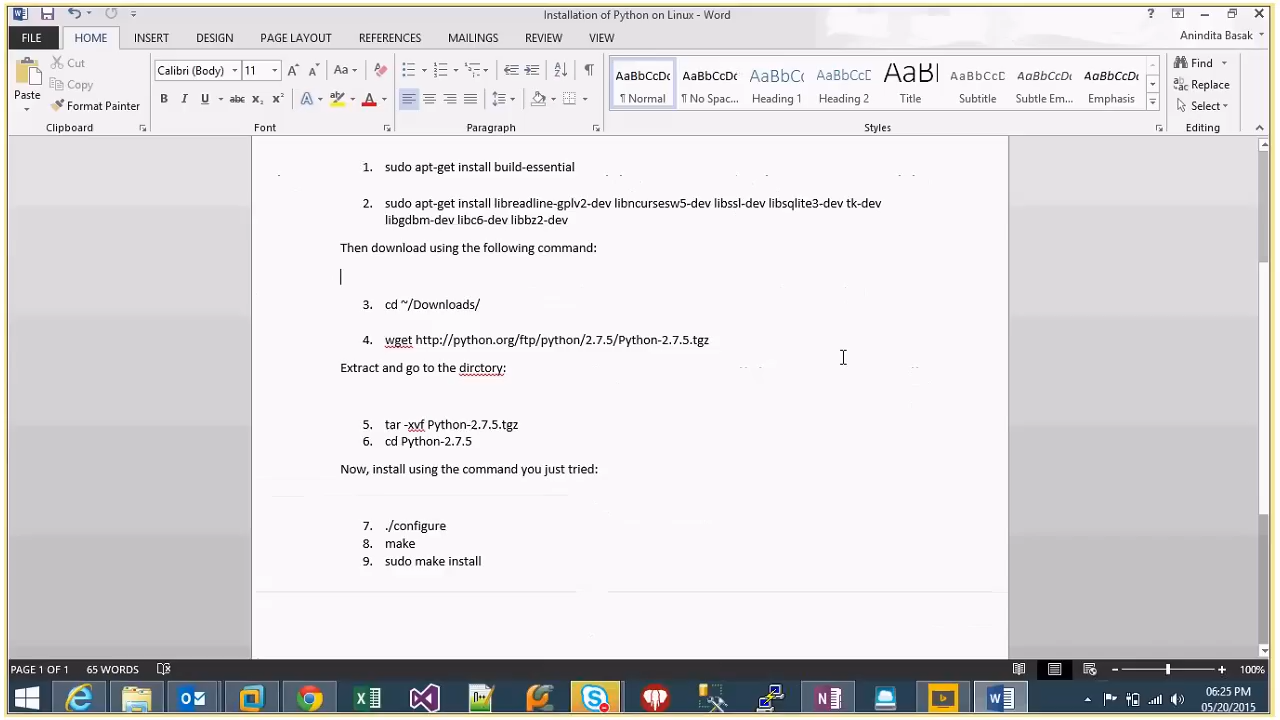 Installation of Python on Linux - Word
Anindita Basak
FILE HOME INSERT DESIGN PAGE LAYOUT REFERENCES MAILINGS REVIEW VIEW
Paste
Cut
Copy
Format Painter
Clipboard
Calibri (Body) 11
Font
Paragraph
AaBbCcDc ¶ Normal
AaBbCcDc ¶ No Spac...
AaBbCc Heading 1
AaBbCcC Heading 2
AaBI Title
AaBbCcC Subtitle
AaBbCcDc Subtle Em...
AaBbCcDc Emphasis
Styles
Find
Replace
Select
Editing
1. sudo apt-get install build-essential
2. sudo apt-get install libreadline-gplv2-dev libncursesw5-dev libssl-dev libsqlite3-dev tk-dev
libgdbm-dev libc6-dev libbz2-dev
Then download using the following command:
3. cd ~/Downloads/
4. wget http://python.org/ftp/python/2.7.5/Python-2.7.5.tgz
Extract and go to the dirctory:
5. tar -xvf Python-2.7.5.tgz
6. cd Python-2.7.5
Now, install using the command you just tried:
7. ./configure
8. make
9. sudo make install
PAGE 1 OF 1 65 WORDS
100%
06:25 PM
05/20/2015